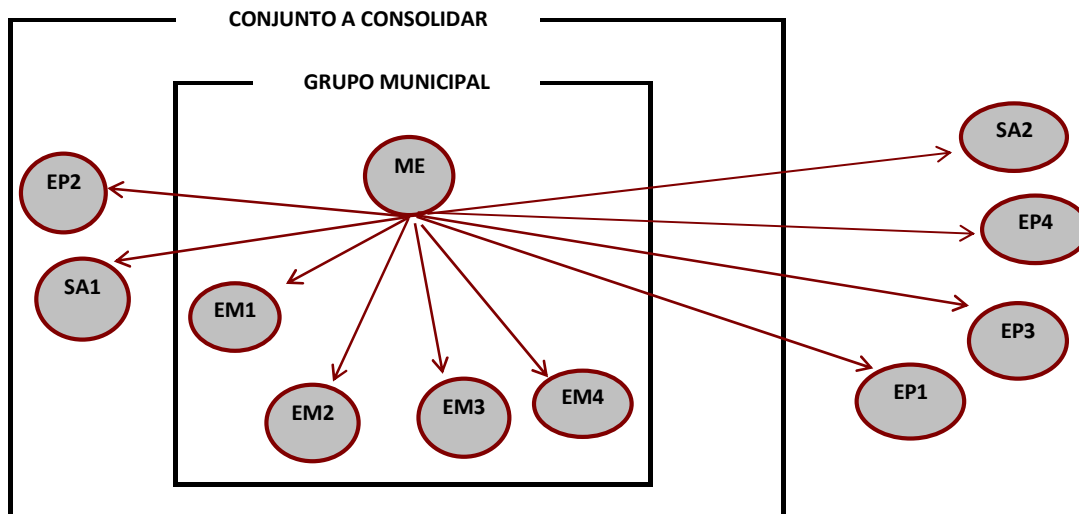 CONJUNTO A CONSOLIDAR
GRUPO MUNICIPAL
SA2
ME
EP2
EP4
SA1
EM1
EP3
EP1
EM4
EM2
EM3